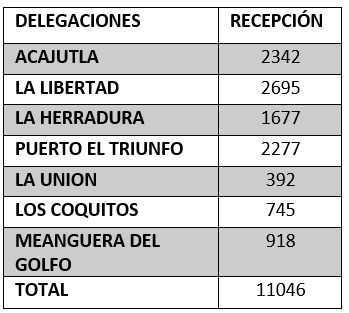 DELEGACIONES RECEPCIÓN
ACAJUTLA 2342
LA LIBERTAD 2695
LA HERRADURA 1677
PUERTO EL TRIUNFO 2277
LA UNION 392
LOS COQUITOS 745
MEANGUERA DEL 918
GOLFO
TOTAL 11046